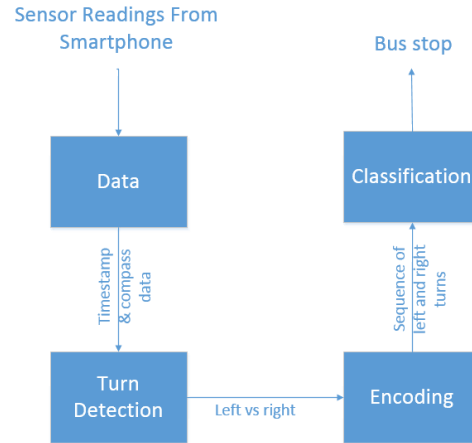 Sensor Readings From
Smartphone
Bus stop
Data
Classification
Timestamp
& compass
data
Sequence of
left and right
turns
Turn
Detection
Left vs right
Encoding